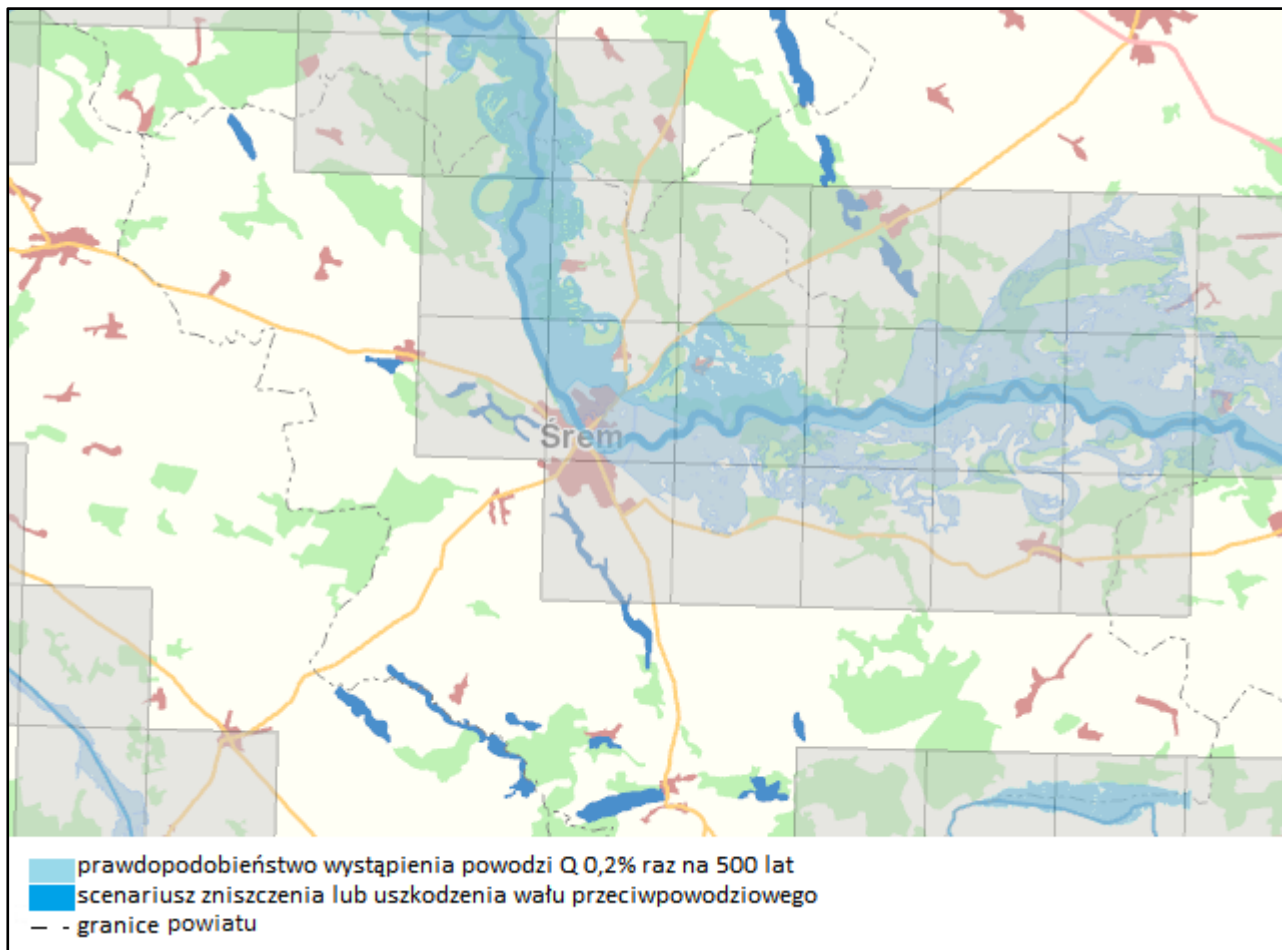 Śrem
prawdopodobieństwo wystąpienia powodzi Q 0,2% raz na 500 lat
scenariusz zniszczenia lub uszkodzenia wału przeciwpowodziowego
granice powiatu